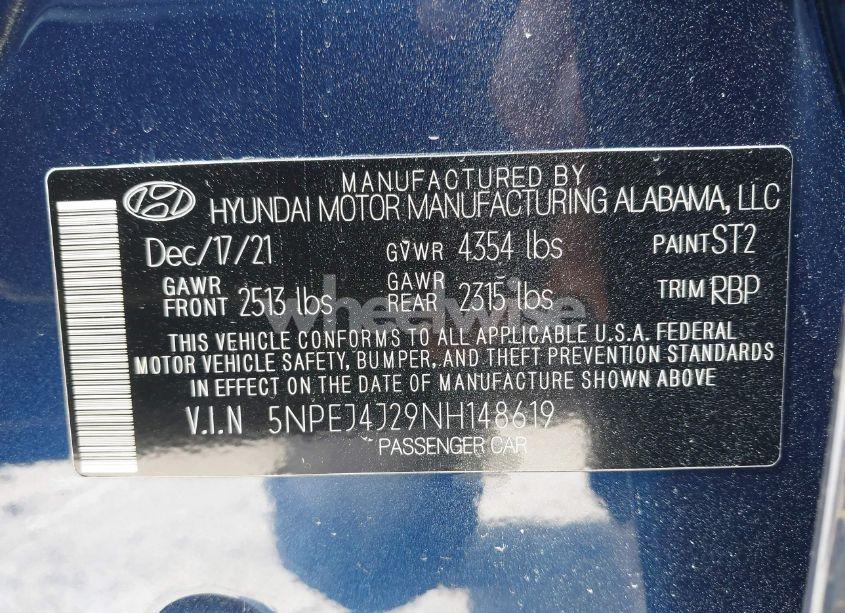 MANUFACTURED BY
HYUNDAI MOTOR MANUFACTURING ALABAMA, LLC
Dec/17/21 GVWR 4354 lbs PAINT ST2
GAWR FRONT 2513 lbs GAWR REAR 2315 lbs TRIM RBP
wheelwise
THIS VEHICLE CONFORMS TO ALL APPLICABLE U.S.A. FEDERAL
MOTOR VEHICLE SAFETY, BUMPER, AND THEFT PREVENTION STANDARDS
IN EFFECT ON THE DATE OF MANUFACTURE SHOWN ABOVE
V.I.N 5NPEJ4J29NH148619
PASSENGER CAR